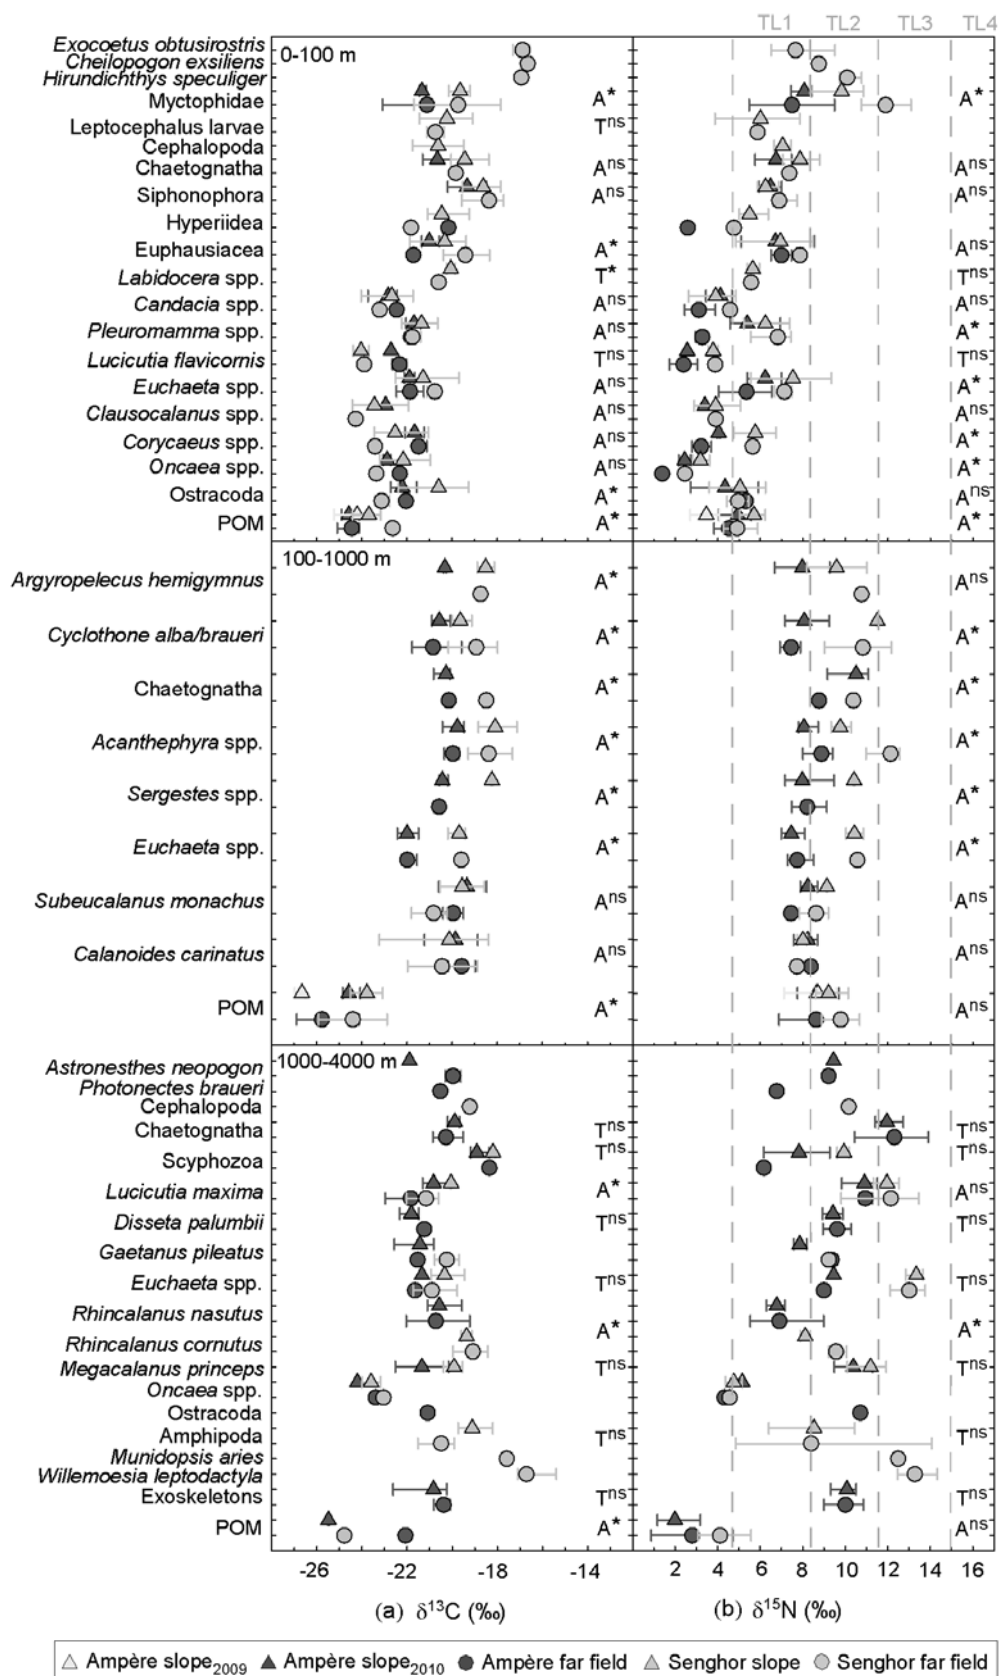 TL1 TL2 TL3 TL4
0-100 m
Exocoetus obtusirostris
Cheilopogon exsiliens
Hirundichthys speculiger
Myctophidae A* A*
Leptocephalus larvae Tns
Cephalopoda
Chaetognatha Ans Ans
Siphonophora Ans Ans
Hyperiidea
Euphausiacea A* Ans
Labidocera spp. T* Tns
Candacia spp. Ans Ans
Pleuromamma spp. Ans A*
Lucicutia flavicornis Tns Tns
Euchaeta spp. Ans A*
Clausocalanus spp. Ans Ans
Corycaeus spp. Ans A*
Oncaea spp. Ans A*
Ostracoda A* Ans
POM A* A*
100-1000 m
Argyropelecus hemigymnus A* Ans
Cyclothone alba/braueri A* A*
Chaetognatha A* A*
Acanthephyra spp. A* A*
Sergestes spp. A* A*
Euchaeta spp. A* A*
Subeucalanus monachus Ans Ans
Calanoides carinatus Ans Ans
POM A* Ans
1000-4000 m
Astronesthes neopogon
Photonectes braueri
Cephalopoda
Chaetognatha Tns Tns
Scyphozoa Tns Tns
Lucicutia maxima A* Ans
Disseta palumbii Tns Tns
Gaetanus pileatus
Euchaeta spp. Tns Tns
Rhincalanus nasutus
A* A*
Rhincalanus cornutus
Megacalanus princeps Tns Tns
Oncaea spp.
Ostracoda
Amphipoda Tns Tns
Munidopsis aries
Willemoesia leptodactyla
Exoskeletons Tns Tns
POM A* Ans
-26 -22 -18 -14 2 4 6 8 10 12 14 16
(a) δ13C (‰) (b) δ15N (‰)
Ampère slope2009 Ampère slope2010 Ampère far field Senghor slope Senghor far field